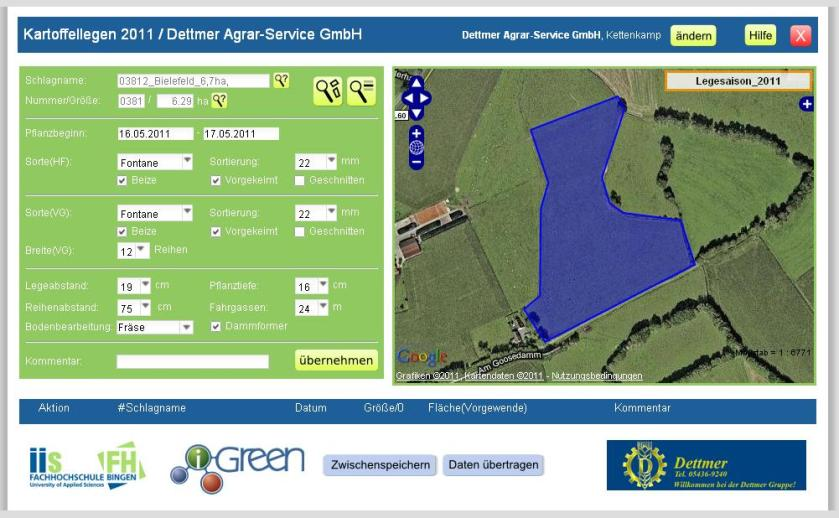 Kartoffellegen 2011 / Dettmer Agrar-Service GmbH
Dettmer Agrar-Service GmbH, Kettenkamp
ändern
Hilfe
X
Schlagname: 03812_Bielefeld_6,7ha,
Nummer/Größe: 0381 / 6.29 ha
Pflanzbeginn: 16.05.2011 - 17.05.2011
Sorte(HF): Fontane Sortierung: 22 mm
Beize Vorgekeimt Geschnitten
Sorte(VG): Fontane Sortierung: 22 mm
Beize Vorgekeimt Geschnitten
Breite(VG): 12 Reihen
Legeabstand: 19 cm Pflanztiefe: 16 cm
Reihenabstand: 75 cm Fahrgassen: 24 m
Bodenbearbeitung: Fräse Dammformer
Kommentar: übernehmen
Legesaison_2011
L60
Google
Am Goosedamm
= 1 : 6771
Grafiken ©2011, Kartendaten ©2011 - Nutzungsbedingungen
Aktion #Schlagname Datum Größe/0 Fläche(Vorgewende) Kommentar
iis FH
FACHHOCHSCHULE BINGEN
University of Applied Sciences
i-Green
Zwischenspeichern
Daten übertragen
Dettmer
Tel. 05436-9240
Willkommen bei der Dettmer Gruppe!